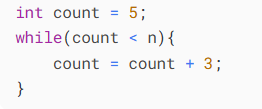 int count = 5;
while(count < n){
    count = count + 3;
}